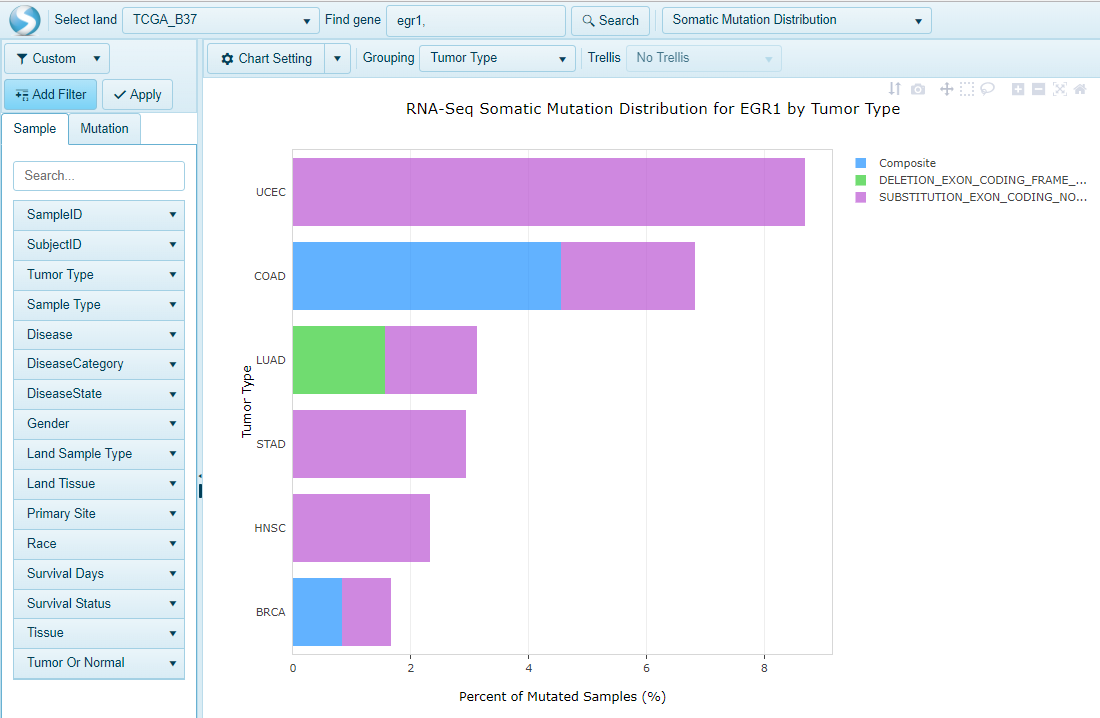 Select land TCGA_B37 Find gene egr1, Search Somatic Mutation Distribution
Custom
Chart Setting Grouping Tumor Type Trellis No Trellis
Add Filter Apply
Sample Mutation
Search...
SampleID
SubjectID
Tumor Type
Sample Type
Disease
DiseaseCategory
DiseaseState
Gender
Land Sample Type
Land Tissue
Primary Site
Race
Survival Days
Survival Status
Tissue
Tumor Or Normal
RNA-Seq Somatic Mutation Distribution for EGR1 by Tumor Type
Composite
DELETION_EXON_CODING_FRAME_...
SUBSTITUTION_EXON_CODING_NO...
Tumor Type
UCEC
COAD
LUAD
STAD
HNSC
BRCA
0 2 4 6 8
Percent of Mutated Samples (%)